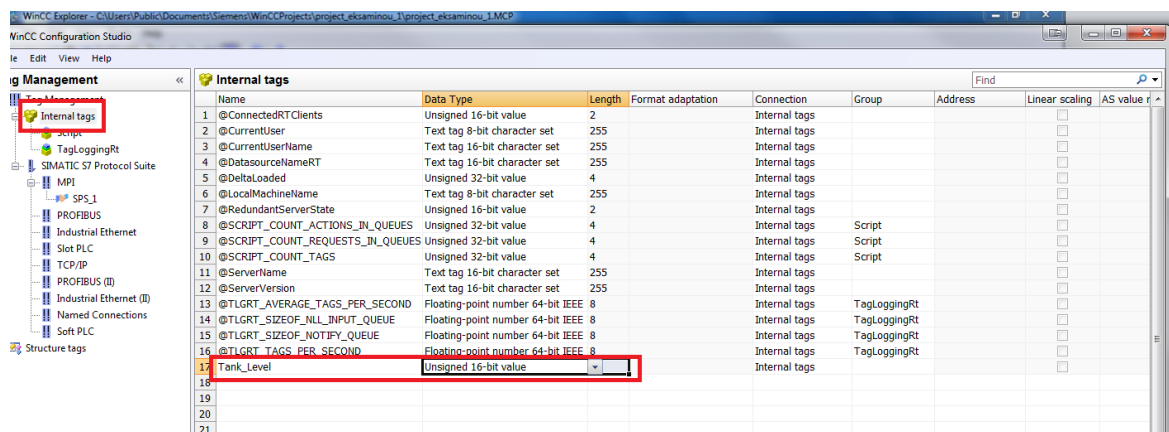 WinCC Explorer - C:\Users\Public\Documents\Siemens\WinCCProjects\project_eksaminou_1\project_eksaminou_1.MCP
WinCC Configuration Studio
le Edit View Help
ag Management «
Internal tags
Find
Tag Management
Internal tags
Script
TagLoggingRt
SIMATIC S7 Protocol Suite
MPI
SPS_1
PROFIBUS
Industrial Ethernet
Slot PLC
TCP/IP
PROFIBUS (II)
Industrial Ethernet (II)
Named Connections
Soft PLC
Structure tags
Name Data Type Length Format adaptation Connection Group Address Linear scaling AS value r
1 @ConnectedRTClients Unsigned 16-bit value 2 Internal tags
2 @CurrentUser Text tag 8-bit character set 255 Internal tags
3 @CurrentUserName Text tag 16-bit character set 255 Internal tags
4 @DatasourceNameRT Text tag 16-bit character set 255 Internal tags
5 @DeltaLoaded Unsigned 32-bit value 4 Internal tags
6 @LocalMachineName Text tag 8-bit character set 255 Internal tags
7 @RedundantServerState Unsigned 16-bit value 2 Internal tags
8 @SCRIPT_COUNT_ACTIONS_IN_QUEUES Unsigned 32-bit value 4 Internal tags Script
9 @SCRIPT_COUNT_REQUESTS_IN_QUEUES Unsigned 32-bit value 4 Internal tags Script
10 @SCRIPT_COUNT_TAGS Unsigned 32-bit value 4 Internal tags Script
11 @ServerName Text tag 16-bit character set 255 Internal tags
12 @ServerVersion Text tag 16-bit character set 255 Internal tags
13 @TLGRT_AVERAGE_TAGS_PER_SECOND Floating-point number 64-bit IEEE 8 Internal tags TagLoggingRt
14 @TLGRT_SIZEOF_NLL_INPUT_QUEUE Floating-point number 64-bit IEEE 8 Internal tags TagLoggingRt
15 @TLGRT_SIZEOF_NOTIFY_QUEUE Floating-point number 64-bit IEEE 8 Internal tags TagLoggingRt
16 @TLGRT_TAGS_PER_SECOND Floating-point number 64-bit IEEE 8 Internal tags TagLoggingRt
17 Tank_Level Unsigned 16-bit value Internal tags
18
19
20
21